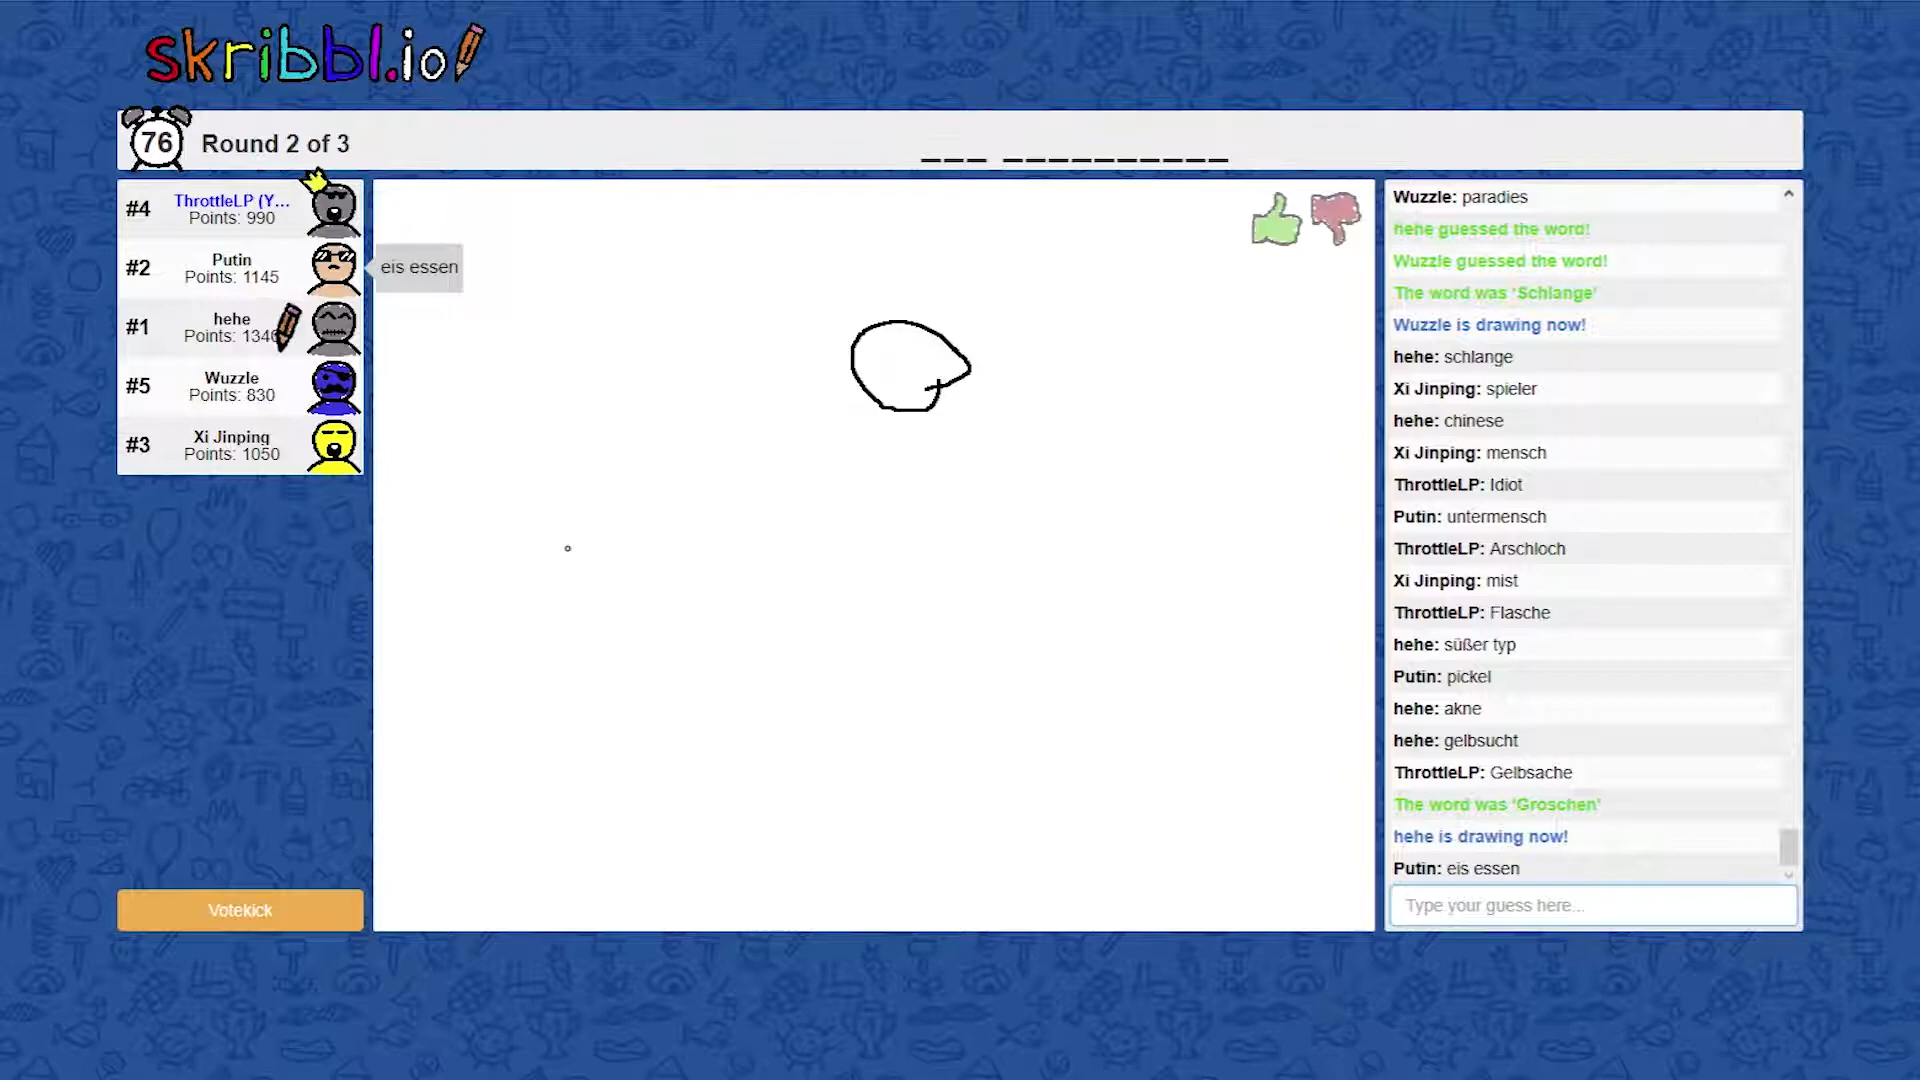 skribbl.io
76
Round 2 of 3
___ __________
#4
ThrottleLP (Y...
Points: 990
#2
Putin
Points: 1145
eis essen
#1
hehe
Points: 1346
#5
Wuzzle
Points: 830
#3
Xi Jinping
Points: 1050
Votekick
Wuzzle: paradies
hehe guessed the word!
Wuzzle guessed the word!
The word was 'Schlange'
Wuzzle is drawing now!
hehe: schlange
Xi Jinping: spieler
hehe: chinese
Xi Jinping: mensch
ThrottleLP: Idiot
Putin: untermensch
ThrottleLP: Arschloch
Xi Jinping: mist
ThrottleLP: Flasche
hehe: süßer typ
Putin: pickel
hehe: akne
hehe: gelbsucht
ThrottleLP: Gelbsache
The word was 'Groschen'
hehe is drawing now!
Putin: eis essen
Type your guess here...